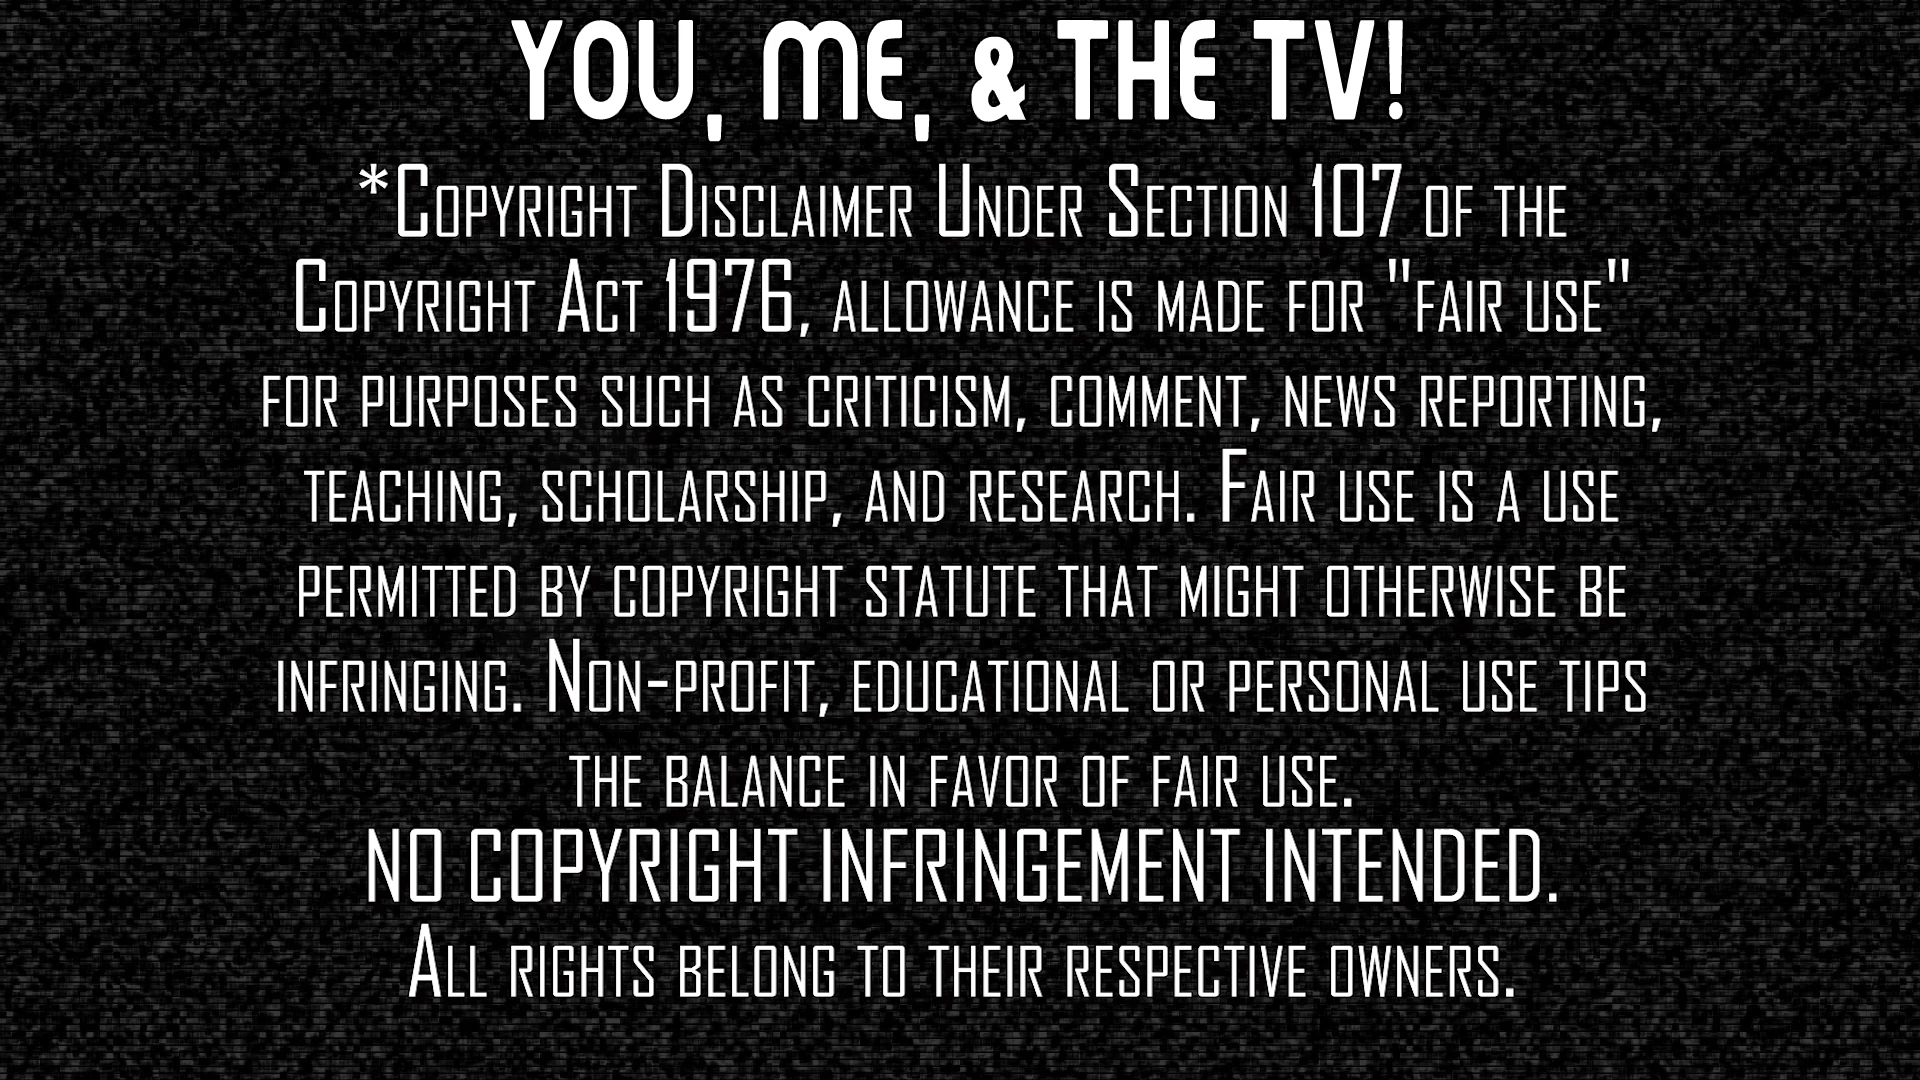 YOU, ME, & THE TV!
*Copyright Disclaimer Under Section 107 of the
Copyright Act 1976, allowance is made for "fair use"
for purposes such as criticism, comment, news reporting,
teaching, scholarship, and research. Fair use is a use
permitted by copyright statute that might otherwise be
infringing. Non-profit, educational or personal use tips
the balance in favor of fair use.
NO COPYRIGHT INFRINGEMENT INTENDED.
All rights belong to their respective owners.